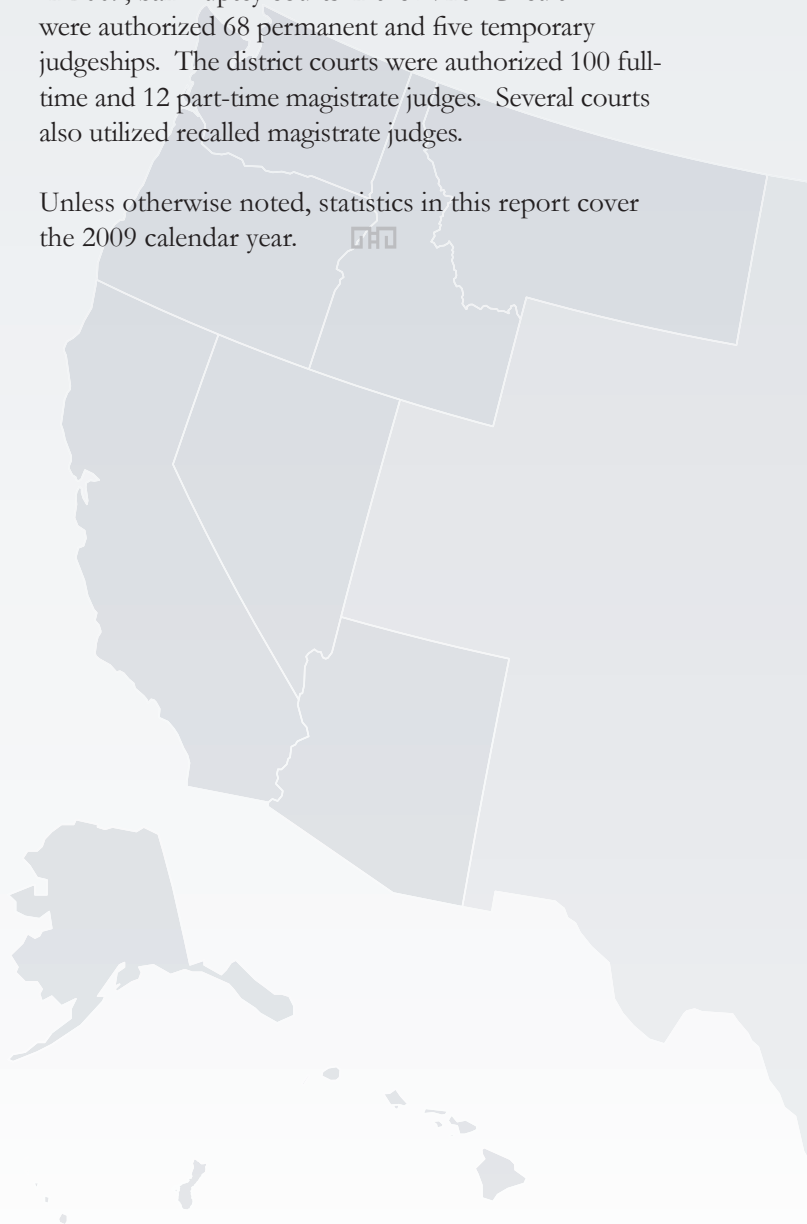 were authorized 68 permanent and five temporary
judgeships. The district courts were authorized 100 full-
time and 12 part-time magistrate judges. Several courts
also utilized recalled magistrate judges.
Unless otherwise noted, statistics in this report cover
the 2009 calendar year.